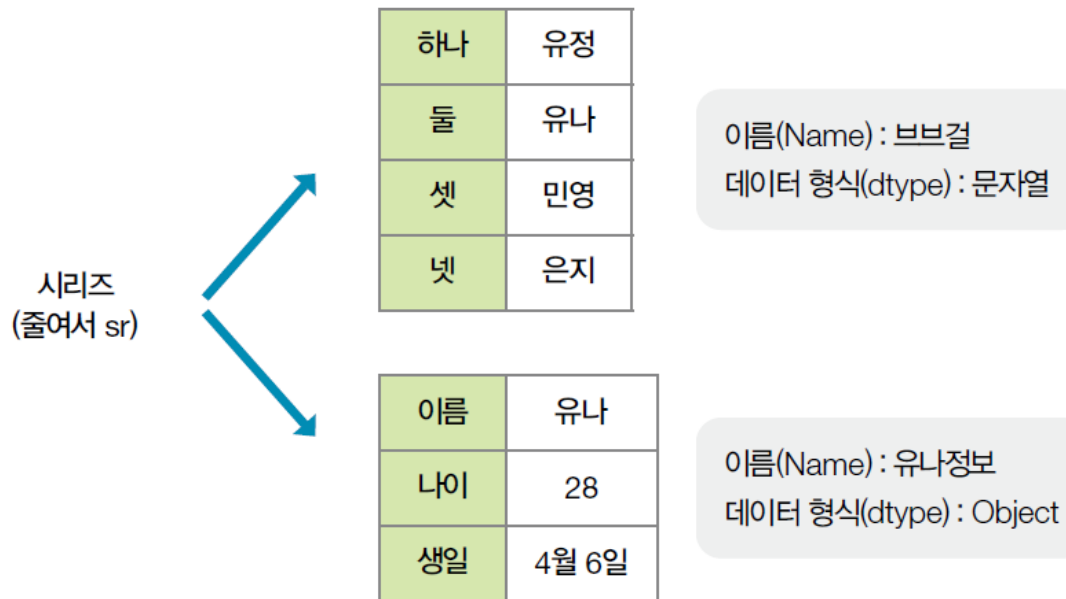 하나 유정
둘 유나
셋 민영
넷 은지
이름(Name) : 브브걸
데이터 형식(dtype) : 문자열
시리즈
(줄여서 sr)
이름 유나
나이 28
생일 4월 6일
이름(Name) : 유나정보
데이터 형식(dtype) : Object